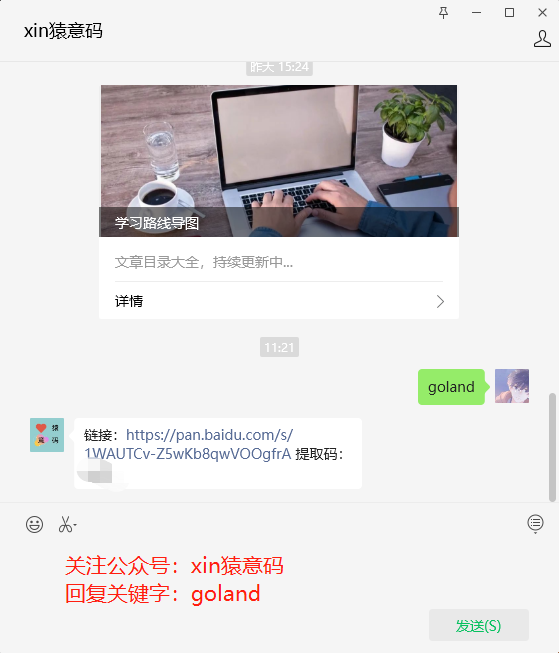 xin猿意码
昨天 15:24
学习路线导图
文章目录大全，持续更新中...
详情
11:21
goland
链接：https://pan.baidu.com/s/
1WAUTCv-Z5wKb8qwVOOgfrA 提取码：
关注公众号：xin猿意码
回复关键字：goland
发送(S)